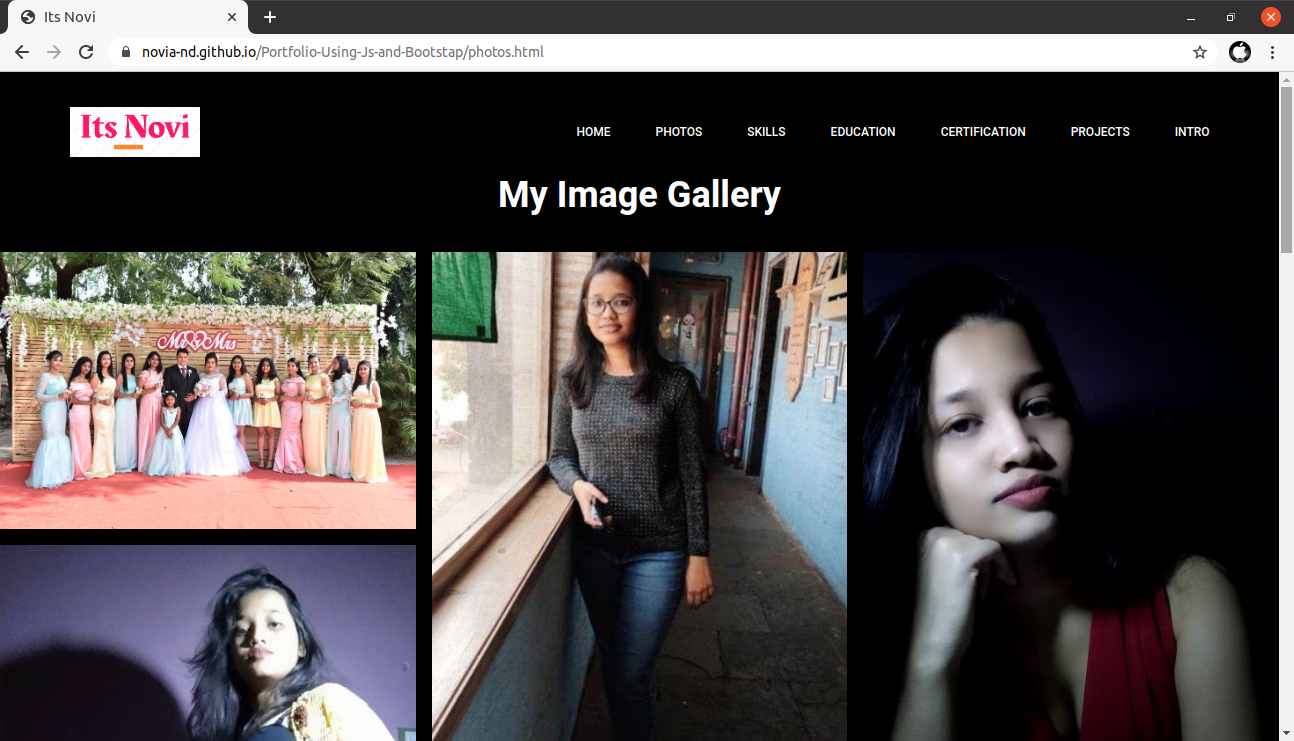 Its Novi
novia-nd.github.io/Portfolio-Using-Js-and-Bootstap/photos.html
Its Novi
HOME PHOTOS SKILLS EDUCATION CERTIFICATION PROJECTS INTRO
My Image Gallery
Mr & Mrs